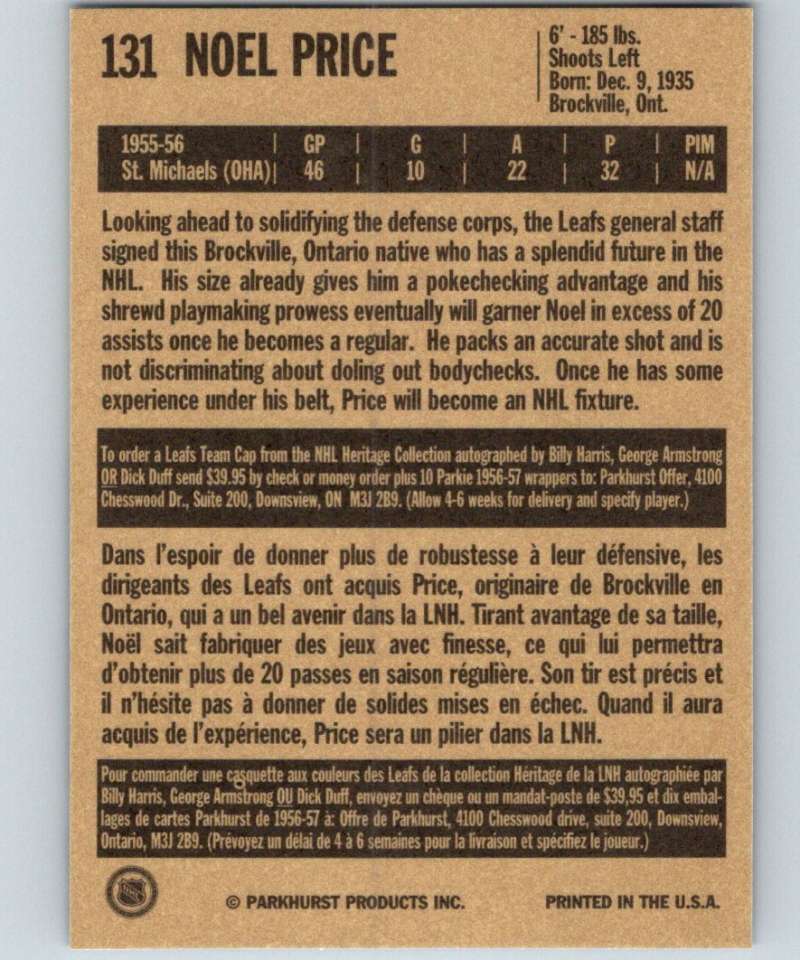 131 NOEL PRICE
6' - 185 lbs.
Shoots Left
Born: Dec. 9, 1935
Brockville, Ont.
1955-56 | GP | G | A | P | PIM
St. Michaels (OHA) | 46 | 10 | 22 | 32 | N/A
Looking ahead to solidifying the defense corps, the Leafs general staff
signed this Brockville, Ontario native who has a splendid future in the
NHL. His size already gives him a pokechecking advantage and his
shrewd playmaking prowess eventually will garner Noel in excess of 20
assists once he becomes a regular. He packs an accurate shot and is
not discriminating about doling out bodychecks. Once he has some
experience under his belt, Price will become an NHL fixture.
To order a Leafs Team Cap from the NHL Heritage Collection autographed by Billy Harris, George Armstrong
OR Dick Duff send $39.95 by check or money order plus 10 Parkie 1956-57 wrappers to: Parkhurst Offer, 4100
Chesswood Dr., Suite 200, Downsview, ON M3J 2B9. (Allow 4-6 weeks for delivery and specify player.)
Dans l'espoir de donner plus de robustesse à leur défensive, les
dirigeants des Leafs ont acquis Price, originaire de Brockville en
Ontario, qui a un bel avenir dans la LNH. Tirant avantage de sa taille,
Noël sait fabriquer des jeux avec finesse, ce qui lui permettra
d'obtenir plus de 20 passes en saison régulière. Son tir est précis et
il n'hésite pas à donner de solides mises en échec. Quand il aura
acquis de l'expérience, Price sera un pilier dans la LNH.
Pour commander une casquette aux couleurs des Leafs de la collection Héritage de la LNH autographiée par
Billy Harris, George Armstrong OU Dick Duff, envoyez un chèque ou un mandat-poste de $39,95 et dix embal-
lages de cartes Parkhurst de 1956-57 à: Offre de Parkhurst, 4100 Chesswood drive, suite 200, Downsview,
Ontario, M3J 2B9. (Prévoyez un délai de 4 à 6 semaines pour la livraison et spécifiez le joueur.)
© PARKHURST PRODUCTS INC. PRINTED IN THE U.S.A.